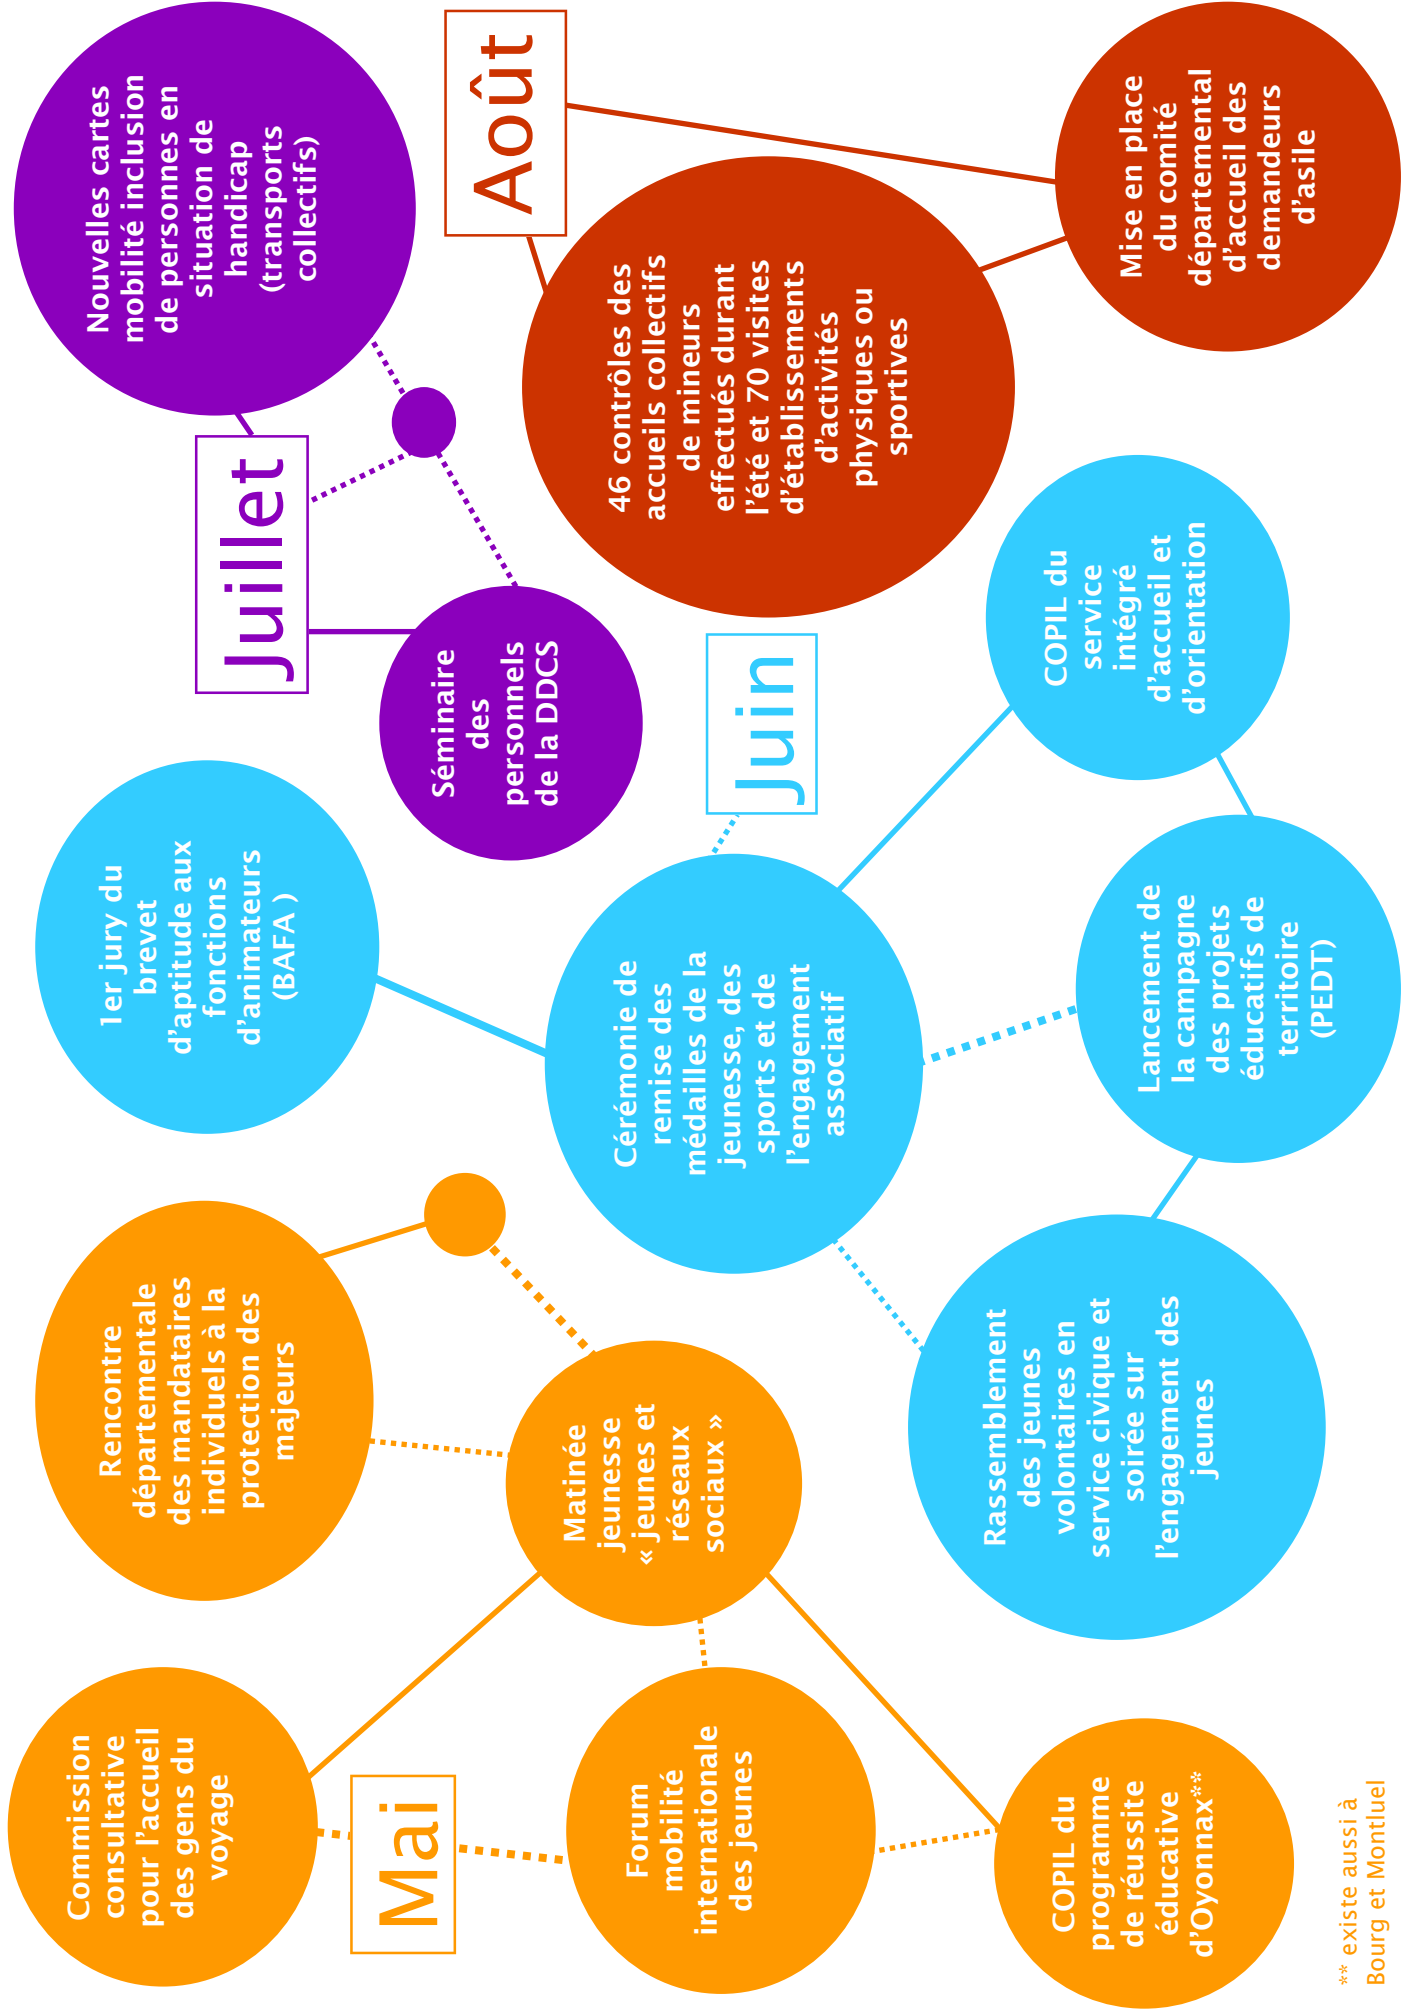 Mai
Commission
consultative
pour l'accueil
des gens du
voyage
Forum
mobilité
internationale
des jeunes
COPIL du
programme
de réussite
éducative
d'Oyonnax**
** existe aussi à
Bourg et Montluel
Rencontre
départementale
des mandataires
individuels à la
protection des
majeurs
Matinée
jeunesse
« jeunes et
réseaux
sociaux »
Juin
1er jury du
brevet
d'aptitude aux
fonctions
d'animateurs
(BAFA )
Cérémonie de
remise des
médailles de la
jeunesse, des
sports et de
l'engagement
associatif
Rassemblement
des jeunes
volontaires en
service civique et
soirée sur
l'engagement des
jeunes
Lancement de
la campagne
des projets
éducatifs de
territoire
(PEDT)
COPIL du
service
intégré
d'accueil et
d'orientation
Juillet
Séminaire
des
personnels
de la DDCS
Nouvelles cartes
mobilité inclusion
de personnes en
situation de
handicap
(transports
collectifs)
Août
46 contrôles des
accueils collectifs
de mineurs
effectués durant
l'été et 70 visites
d'établissements
d'activités
physiques ou
sportives
Mise en place
du comité
départemental
d'acccueil des
demandeurs
d'asile